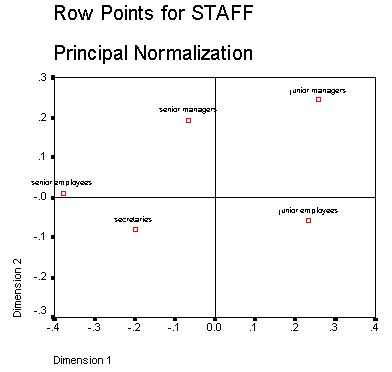 Row Points for STAFF
Principal Normalization
.3
junior managers
.2
senior managers
.1
senior employees
-.0
junior employees
secretaries
-.1
-.2
-.3
-.4 -.3 -.2 -.1 0.0 .1 .2 .3 .4
Dimension 2
Dimension 1